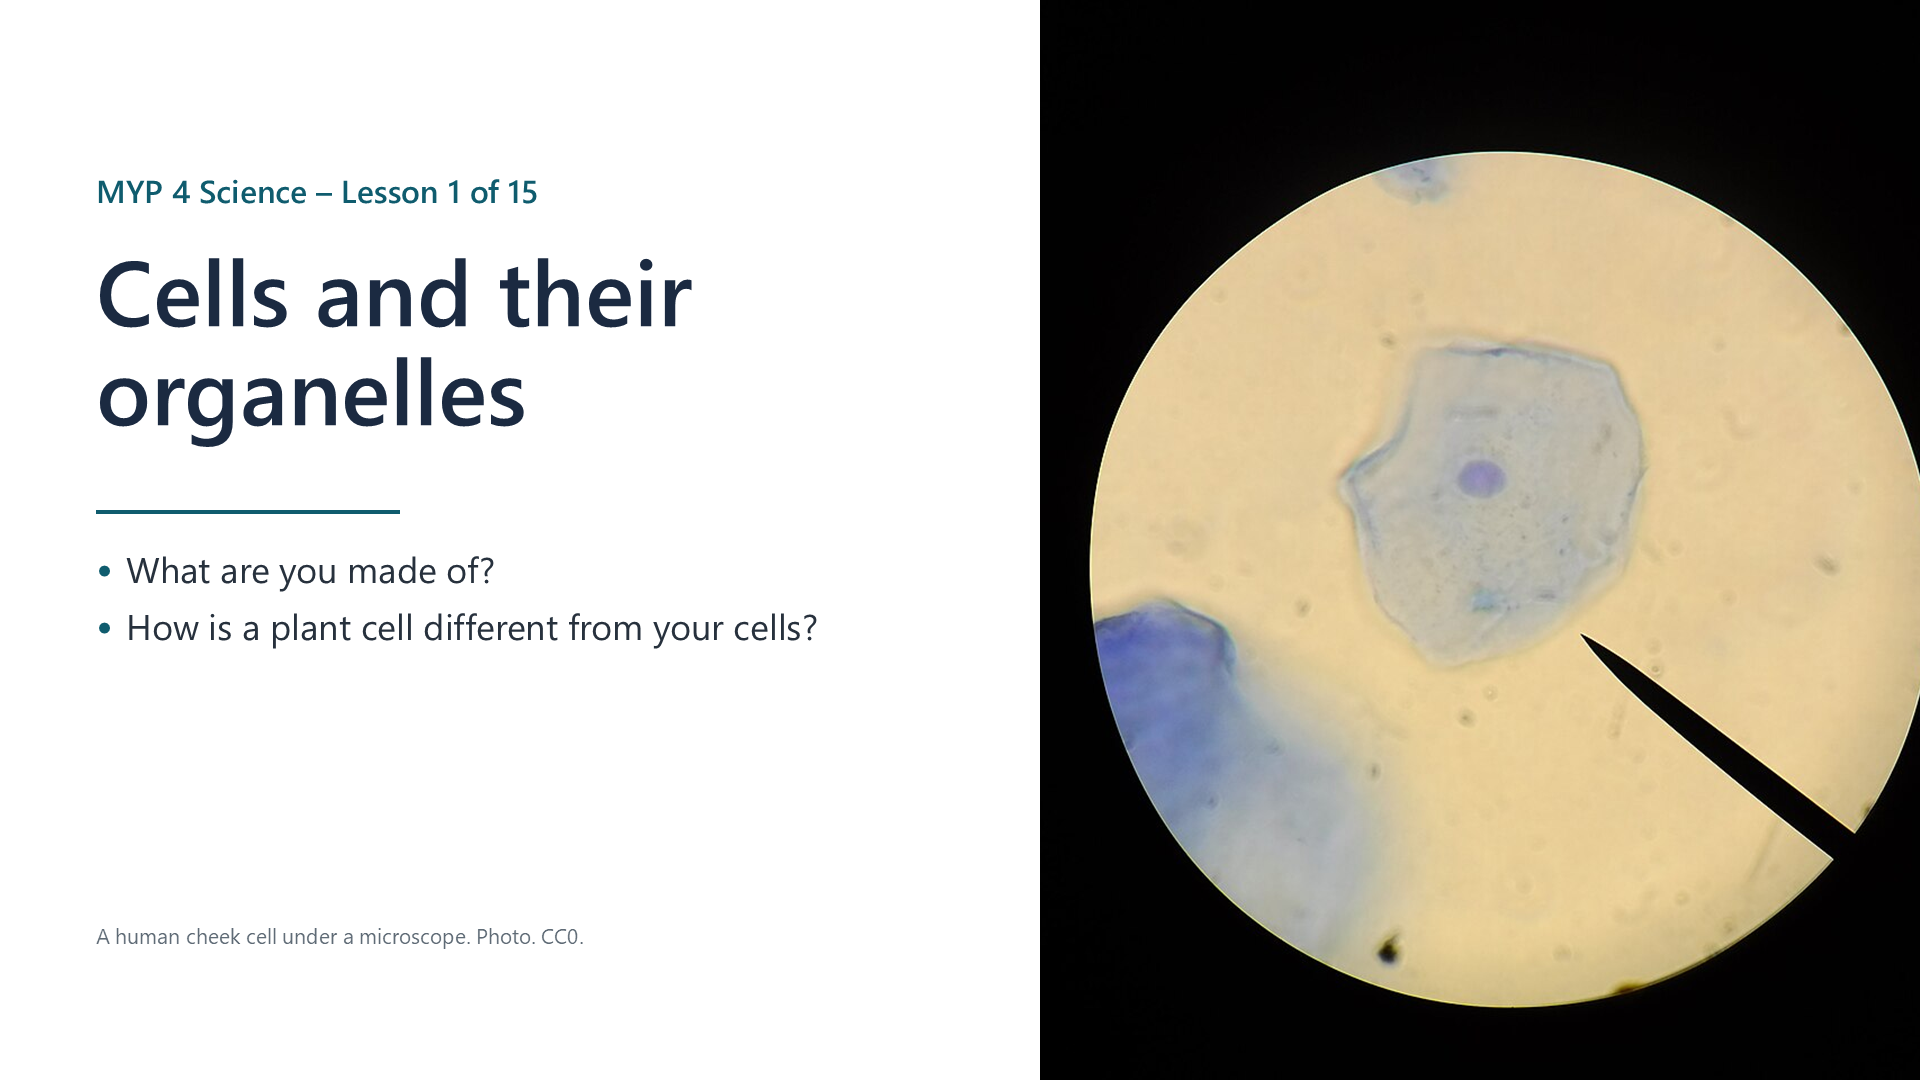 MYP 4 Science – Lesson 1 of 15
Cells and their
organelles
• What are you made of?
• How is a plant cell different from your cells?
A human cheek cell under a microscope. Photo. CC0.